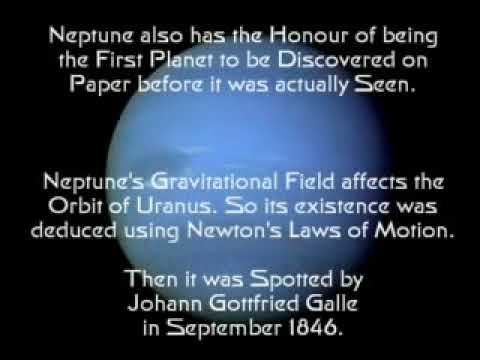 Neptune also has the Honour of being
the First Planet to be Discovered on
Paper before it was actually Seen.
Neptune's Gravitational Field affects the
Orbit of Uranus. So its existence was
deduced using Newton's Laws of Motion.
Then it was Spotted by
Johann Gottfried Galle
in September 1846.